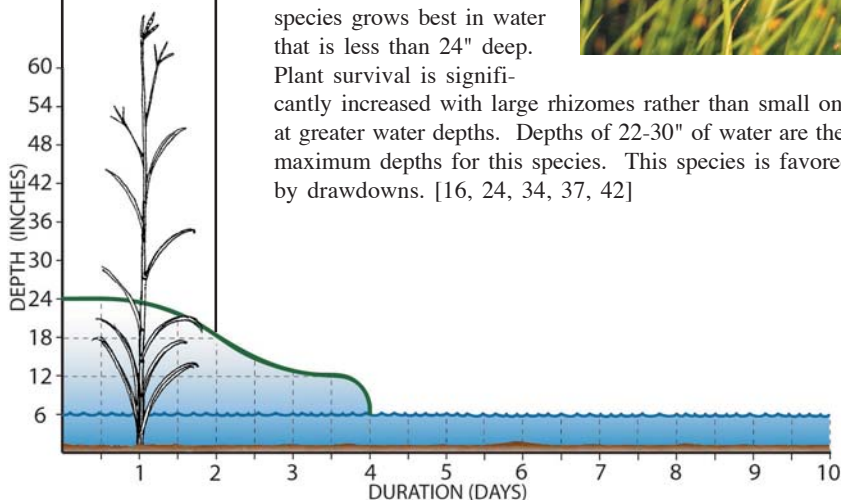 species grows best in water
that is less than 24" deep.
Plant survival is signifi-
cantly increased with large rhizomes rather than small on
at greater water depths. Depths of 22-30" of water are the
maximum depths for this species. This species is favore
by drawdowns. [16, 24, 34, 37, 42]
DEPTH (INCHES)
60
54
48
42
36
30
24
18
12
6
1 2 3 4 5 6 7 8 9 10
DURATION (DAYS)